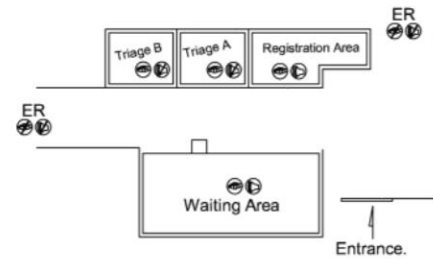 ER
Triage B
Triage A
Registration Area
ER
Waiting Area
Entrance.